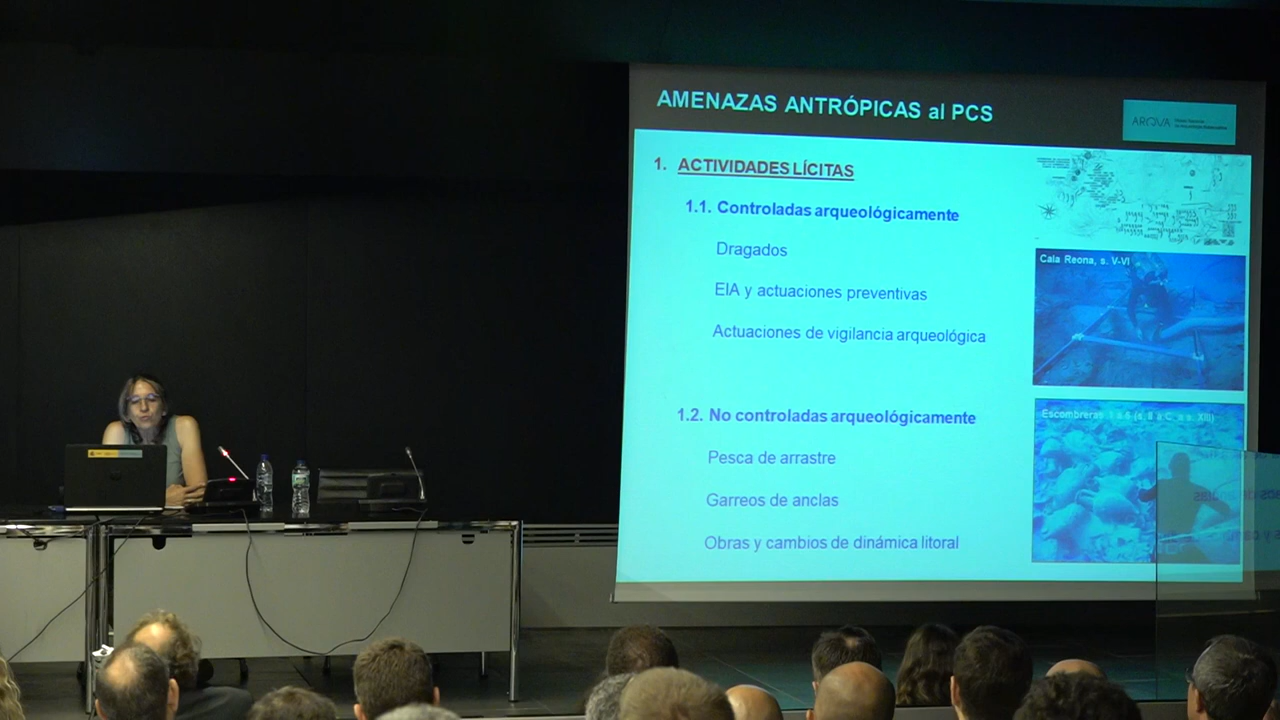 AMENAZAS ANTRÓPICAS al PCS
ARQVA
1. ACTIVIDADES LÍCITAS
1.1. Controladas arqueológicamente
Dragados
EIA y actuaciones preventivas
Actuaciones de vigilancia arqueológica
Cala Reona, s. V-VI
1.2. No controladas arqueológicamente
Pesca de arrastre
Garreos de anclas
Obras y cambios de dinámica litoral
Escombreras